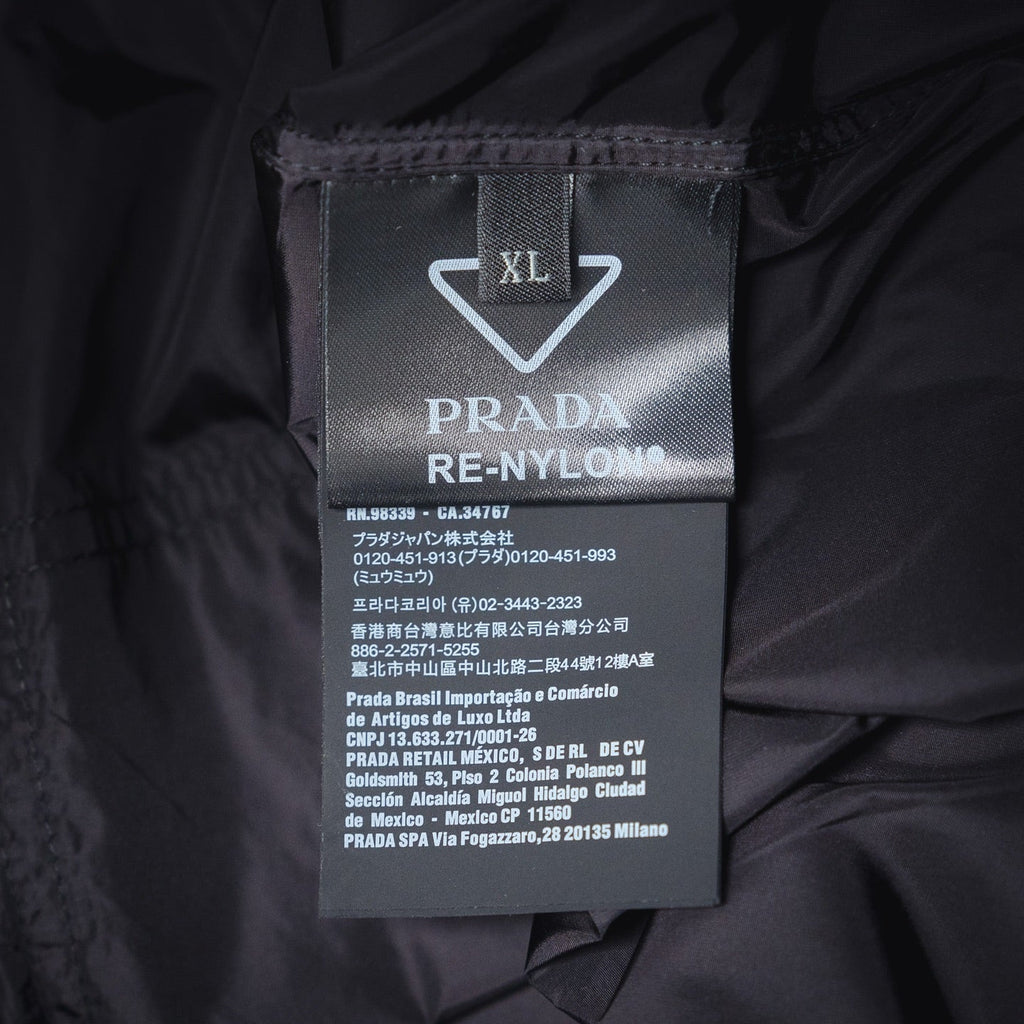 XL
PRADA
RE-NYLON®
RN.98339 - CA.34767
プラダジャパン株式会社
0120-451-913(プラダ)0120-451-993
(ミュウミュウ)
프라다코리아 (유)02-3443-2323
香港商台灣意比有限公司台灣分公司
886-2-2571-5255
臺北市中山區中山北路二段44號12樓A室
Prada Brasil Importação e Comárcio
de Artigos de Luxo Ltda
CNPJ 13.633.271/0001-26
PRADA RETAIL MÉXICO, S DE RL DE CV
Goldsmlth 53, Plso 2 Colonia Polanco III
Sección Alcaldía Miguel Hidalgo Cludad
de Mexico - Mexico CP 11560
PRADA SPA Via Fogazzaro,28 20135 Milano